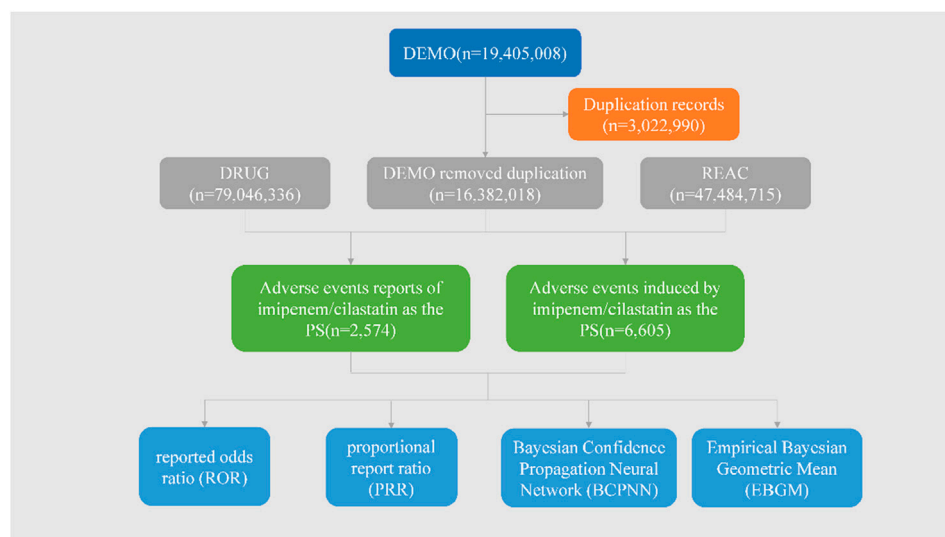 DEMO(n=19,405,008)
Duplication records
(n=3,022,990)
DRUG
(n=79,046,336)
DEMO removed duplication
(n=16,382,018)
REAC
(n=47,484,715)
Adverse events reports of
imipenem/cilastatin as the
PS(n=2,574)
Adverse events induced by
imipenem/cilastatin as the
PS(n=6,605)
reported odds
ratio (ROR)
proportional
report ratio
(PRR)
Bayesian Confidence
Propagation Neural
Network (BCPNN)
Empirical Bayesian
Geometric Mean
(EBGM)